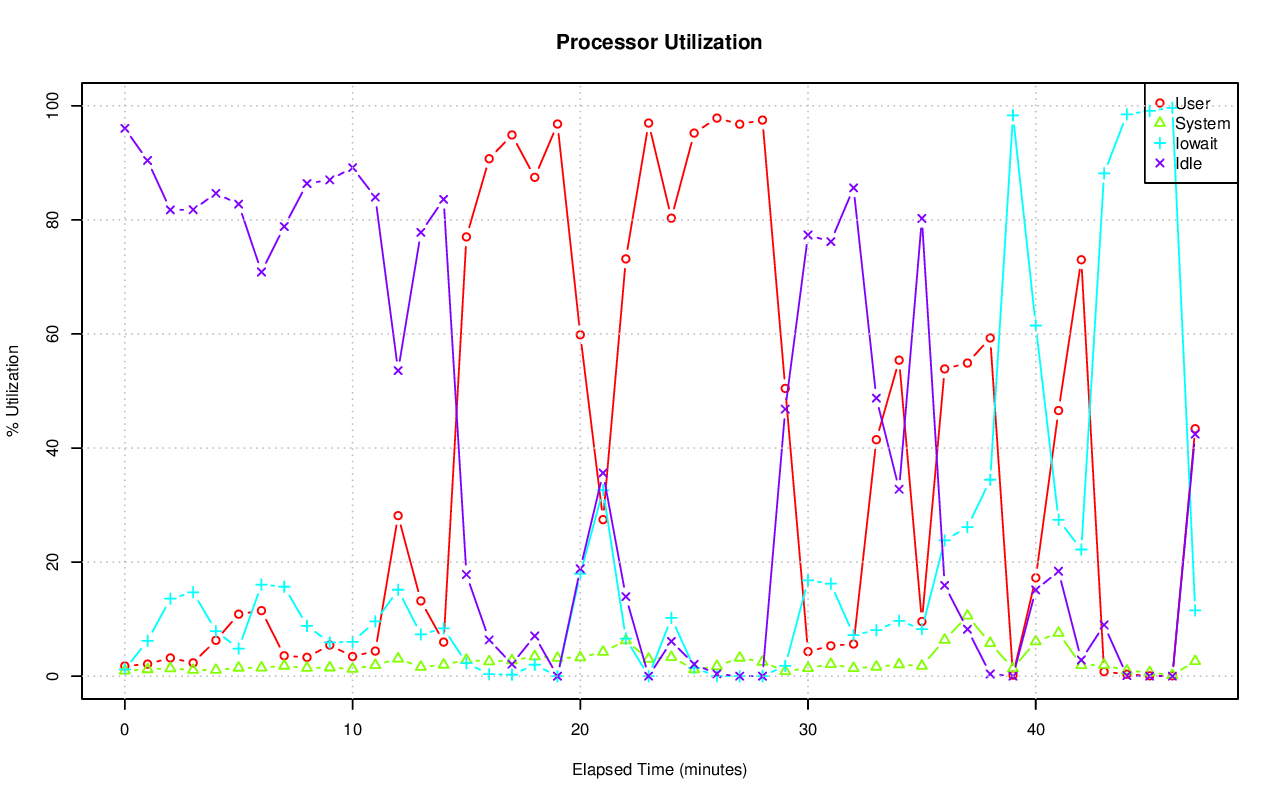 Processor Utilization
% Utilization
100
80
60
40
20
0
User
System
Iowait
Idle
0 10 20 30 40
Elapsed Time (minutes)